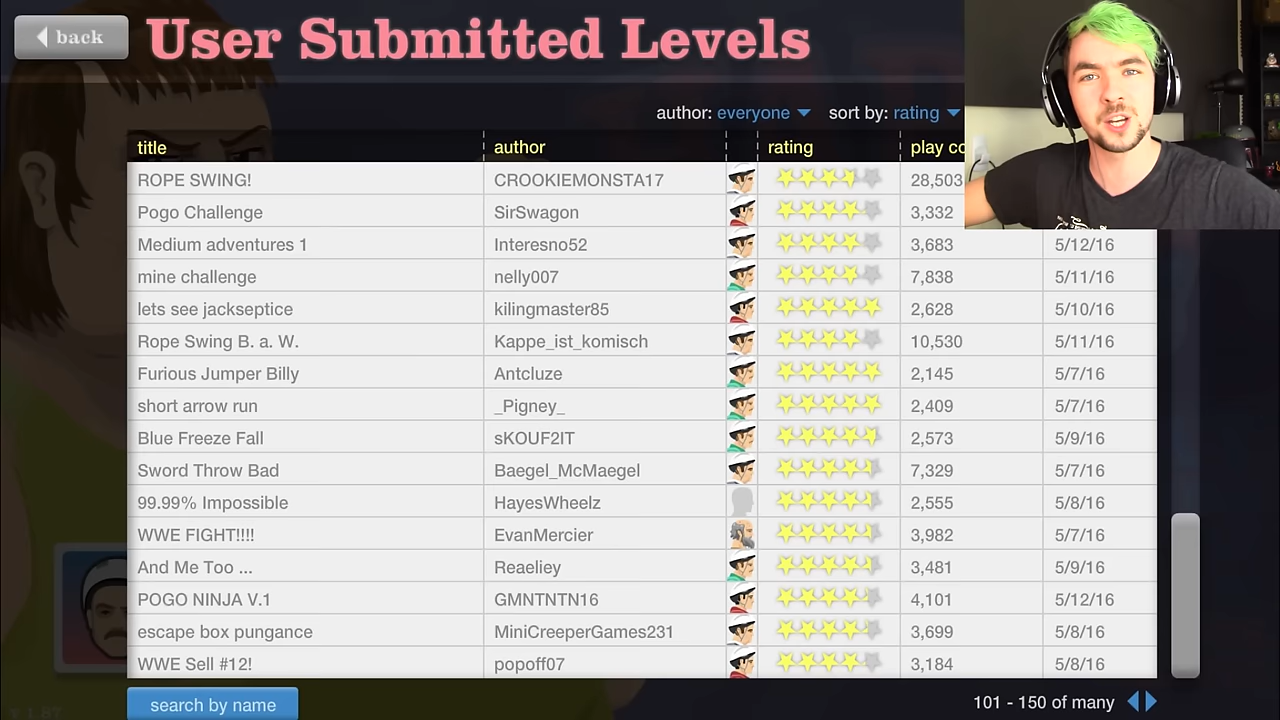 back
User Submitted Levels
author: everyone sort by: rating
title author rating play co
ROPE SWING! CROOKIEMONSTA17 28,503
Pogo Challenge SirSwagon 3,332
Medium adventures 1 Interesno52 3,683 5/12/16
mine challenge nelly007 7,838 5/11/16
lets see jackseptice kilingmaster85 2,628 5/10/16
Rope Swing B. a. W. Kappe_ist_komisch 10,530 5/11/16
Furious Jumper Billy Antcluze 2,145 5/7/16
short arrow run _Pigney_ 2,409 5/7/16
Blue Freeze Fall sKOUF2IT 2,573 5/9/16
Sword Throw Bad Baegel_McMaegel 7,329 5/7/16
99.99% Impossible HayesWheelz 2,555 5/8/16
WWE FIGHT!!!! EvanMercier 3,982 5/7/16
And Me Too ... Reaeliey 3,481 5/9/16
POGO NINJA V.1 GMNTNTN16 4,101 5/12/16
escape box pungance MiniCreeperGames231 3,699 5/8/16
WWE Sell #12! popoff07 3,184 5/8/16
search by name 101 - 150 of many